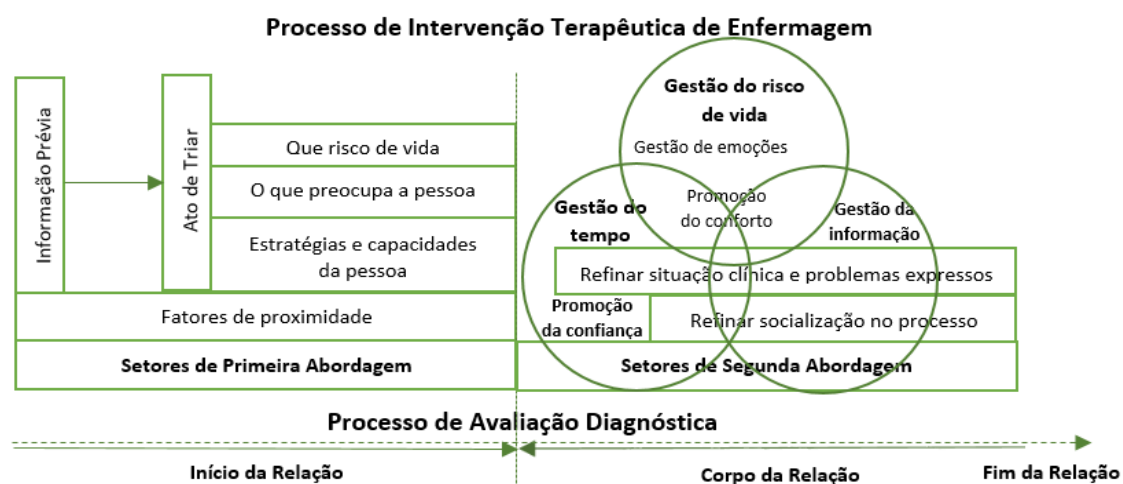 Processo de Intervenção Terapêutica de Enfermagem
Informação Prévia
Ato de Triar
Que risco de vida
O que preocupa a pessoa
Estratégias e capacidades
da pessoa
Fatores de proximidade
Setores de Primeira Abordagem
Gestão do risco
de vida
Gestão de emoções
Promoção
do conforto
Gestão do
tempo
Gestão da
informação
Refinar situação clínica e problemas expressos
Promoção
da confiança
Refinar socialização no processo
Setores de Segunda Abordagem
Processo de Avaliação Diagnóstica
Início da Relação
Corpo da Relação
Fim da Relação